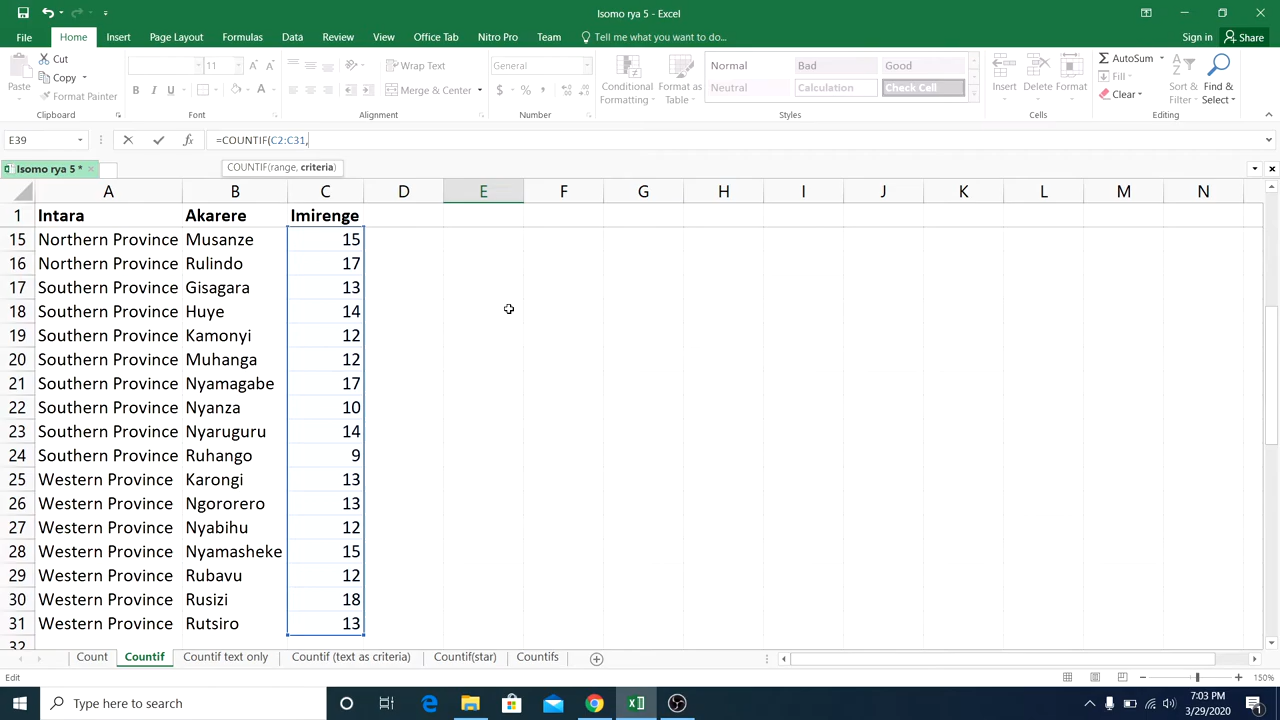 Isomo rya 5 - Excel
File Home Insert Page Layout Formulas Data Review View Office Tab Nitro Pro Team Tell me what you want to do... Sign in Share
Cut
Copy
Format Painter
Paste
Clipboard
11 A A
B I U A
Font
Wrap Text
Merge & Center
Alignment
General
$ % ,
Number
Conditional Formatting
Format as Table
Normal Bad Good
Neutral Calculation Check Cell
Styles
Insert Delete Format
Cells
AutoSum
Fill
Clear
Sort & Filter
Find & Select
Editing
E39 fx =COUNTIF(C2:C31,
Isomo rya 5 *
COUNTIF(range, criteria)
A B C D E F G H I J K L M N
1 Intara Akarere Imirenge
15 Northern Province Musanze 15
16 Northern Province Rulindo 17
17 Southern Province Gisagara 13
18 Southern Province Huye 14
19 Southern Province Kamonyi 12
20 Southern Province Muhanga 12
21 Southern Province Nyamagabe 17
22 Southern Province Nyanza 10
23 Southern Province Nyaruguru 14
24 Southern Province Ruhango 9
25 Western Province Karongi 13
26 Western Province Ngororero 13
27 Western Province Nyabihu 12
28 Western Province Nyamasheke 15
29 Western Province Rubavu 12
30 Western Province Rusizi 18
31 Western Province Rutsiro 13
32
Count Countif Countif text only Countif (text as criteria) Countif(star) Countifs
Edit 150%
Type here to search 7:03 PM
3/29/2020